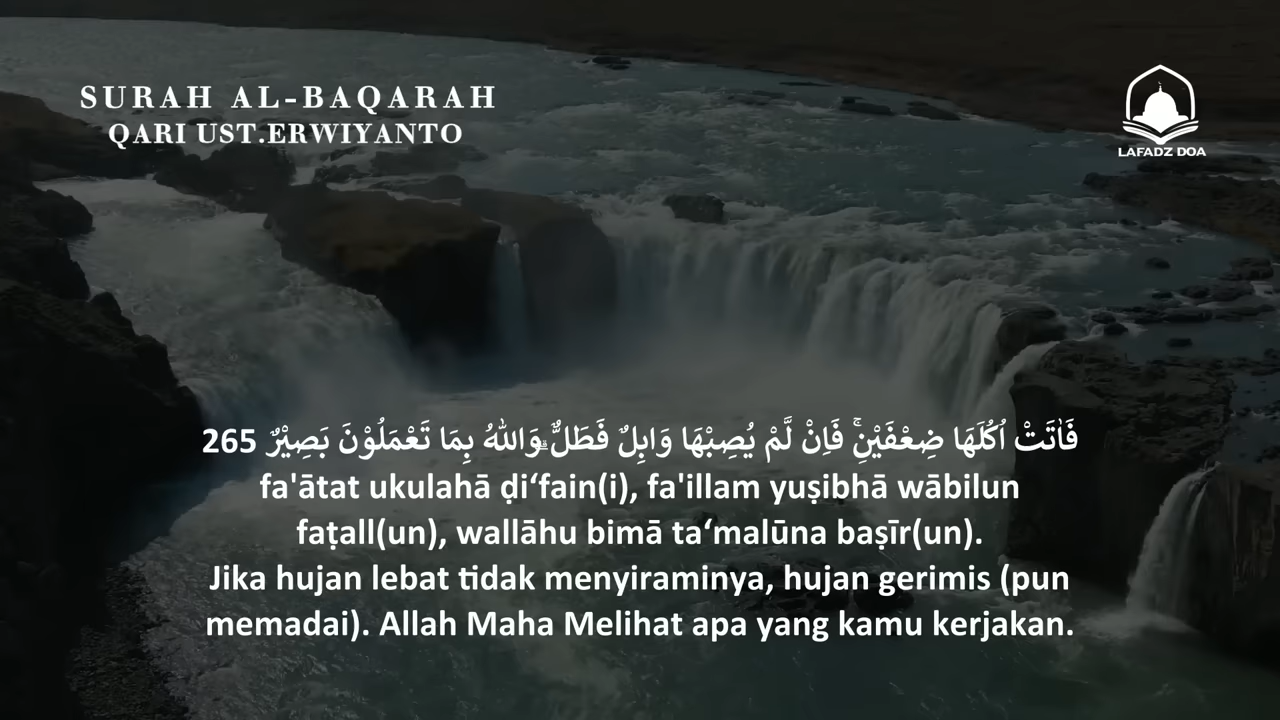 SURAH AL-BAQARAH
QARI UST.ERWIYANTO
LAFADZ DOA
فَاٰتَتْ اُكُلَهَا ضِعْفَيْنِۚ فَاِنْ لَّمْ يُصِبْهَا وَابِلٌ فَطَلٌّ ۗوَاللّٰهُ بِمَا تَعْمَلُوْنَ بَصِيْرٌ 265
fa'ātat ukulahā ḍi‘fain(i), fa'illam yuṣibhā wābilun
faṭall(un), wallāhu bimā ta‘malūna baṣīr(un).
Jika hujan lebat tidak menyiraminya, hujan gerimis (pun
memadai). Allah Maha Melihat apa yang kamu kerjakan.